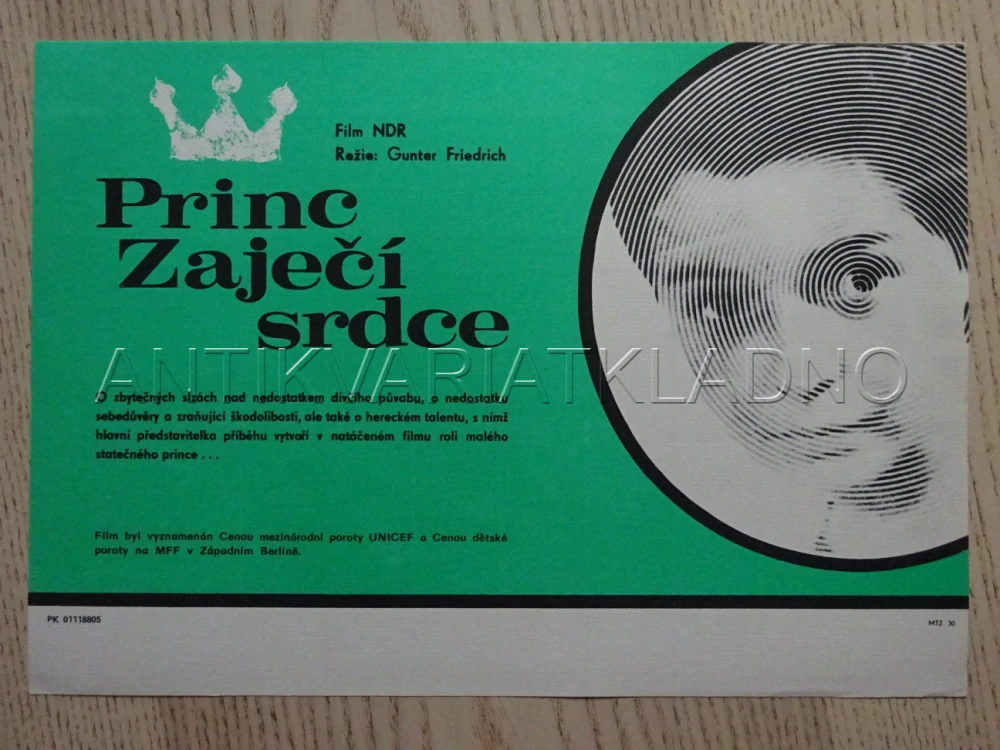 Film NDR
Režie: Gunter Friedrich
Princ
Zaječí
srdce
ANTIKVARIATKLADNO
O zbytečných slzách nad nedostatkem dívčího půvabu, o nedostatku
sebedůvěry a zraňující škodolibosti, ale také o hereckém talentu, s nímž
hlavní představitelka příběhu vytvoří v natáčeném filmu roli malého
statečného prince . . .
Film byl vyznamenán Cenou mezinárodní poroty UNICEF a Cenou dětské
poroty na MFF v Západním Berlíně.
PK 01118805
MTZ 30